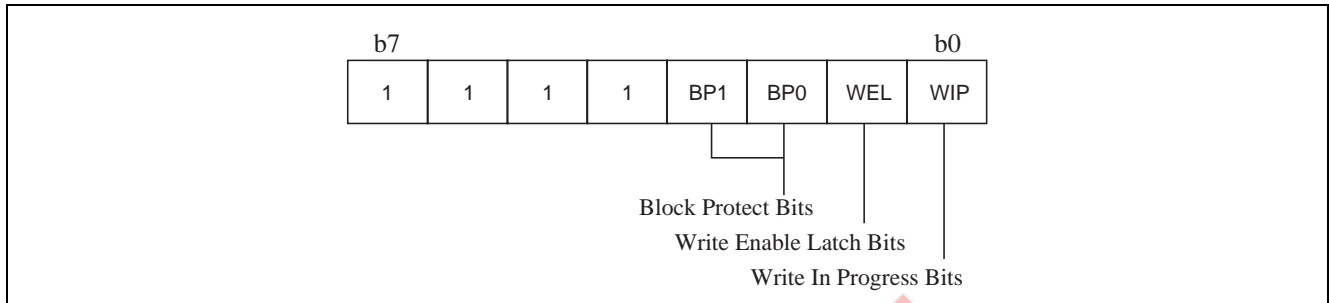 b7 b0
1 1 1 1 BP1 BP0 WEL WIP
Block Protect Bits
Write Enable Latch Bits
Write In Progress Bits